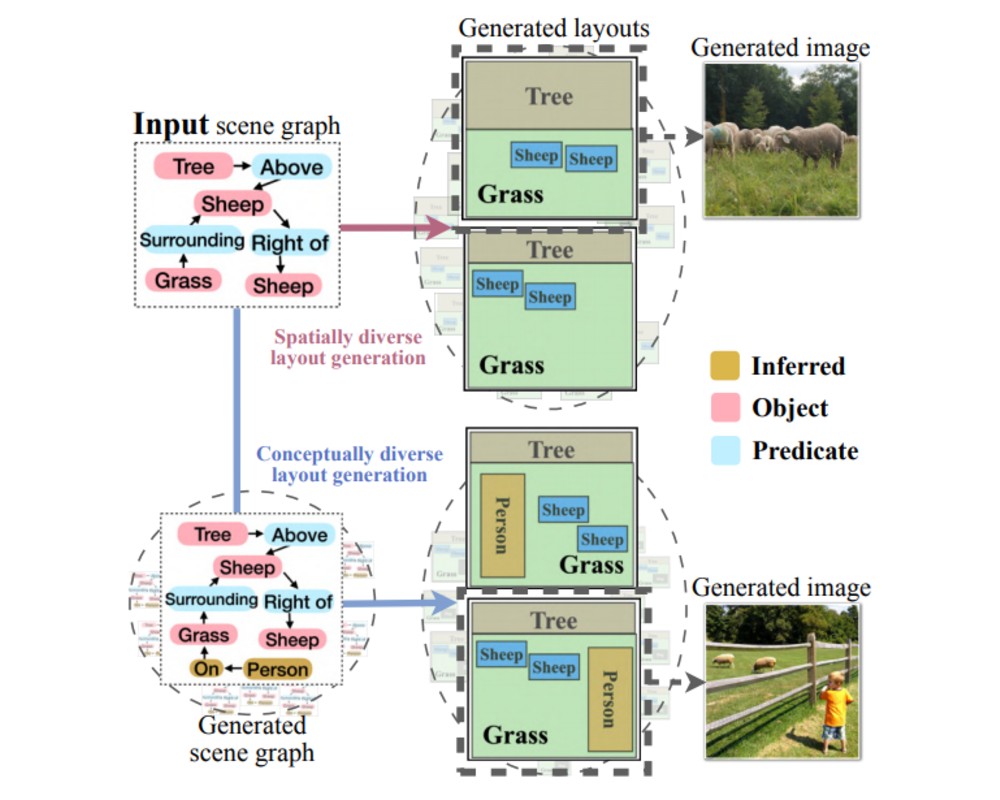 Generated layouts
Generated image
Input scene graph
Tree
Above
Sheep
Surrounding
Right of
Grass
Sheep
Tree
Sheep
Sheep
Grass
Tree
Sheep
Sheep
Grass
Spatially diverse
layout generation
Inferred
Object
Predicate
Conceptually diverse
layout generation
Tree
Above
Sheep
Surrounding
Right of
Grass
Sheep
On
Person
Generated
scene graph
Tree
Person
Sheep
Sheep
Grass
Tree
Sheep
Sheep
Person
Grass
Generated image